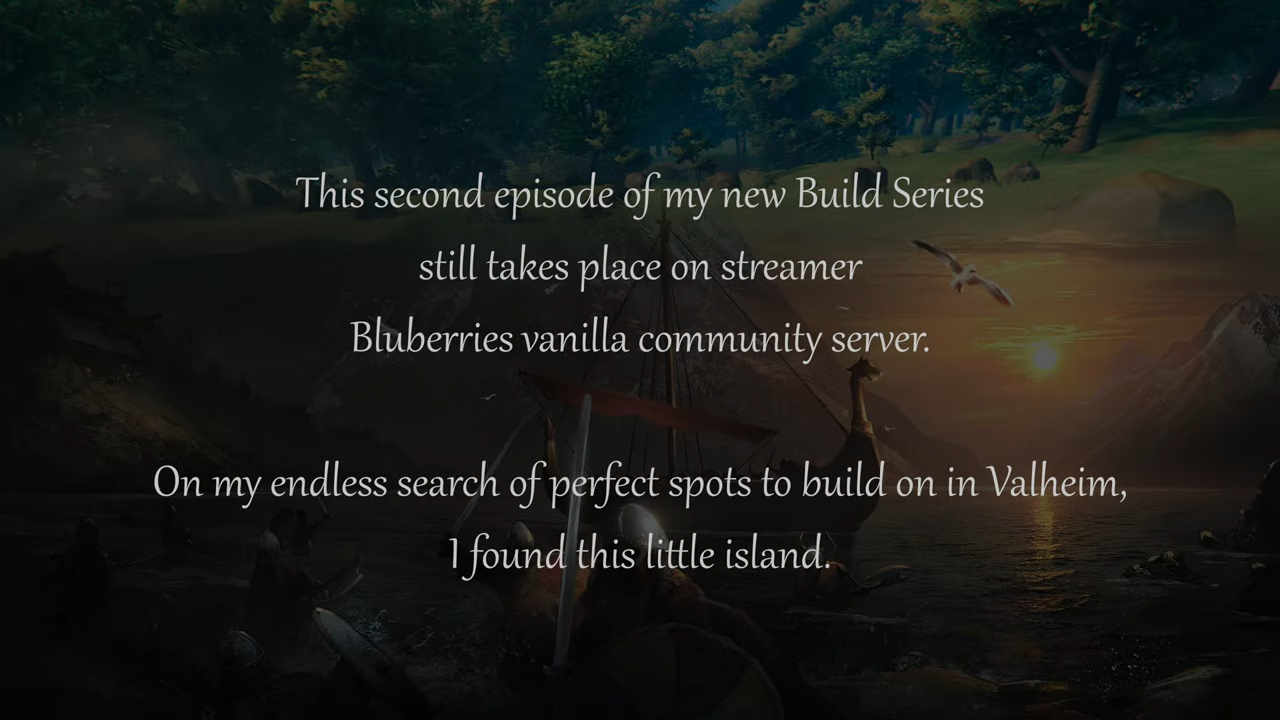 This second episode of my new Build Series
still takes place on streamer
Bluberries vanilla community server.
On my endless search of perfect spots to build on in Valheim,
I found this little island.